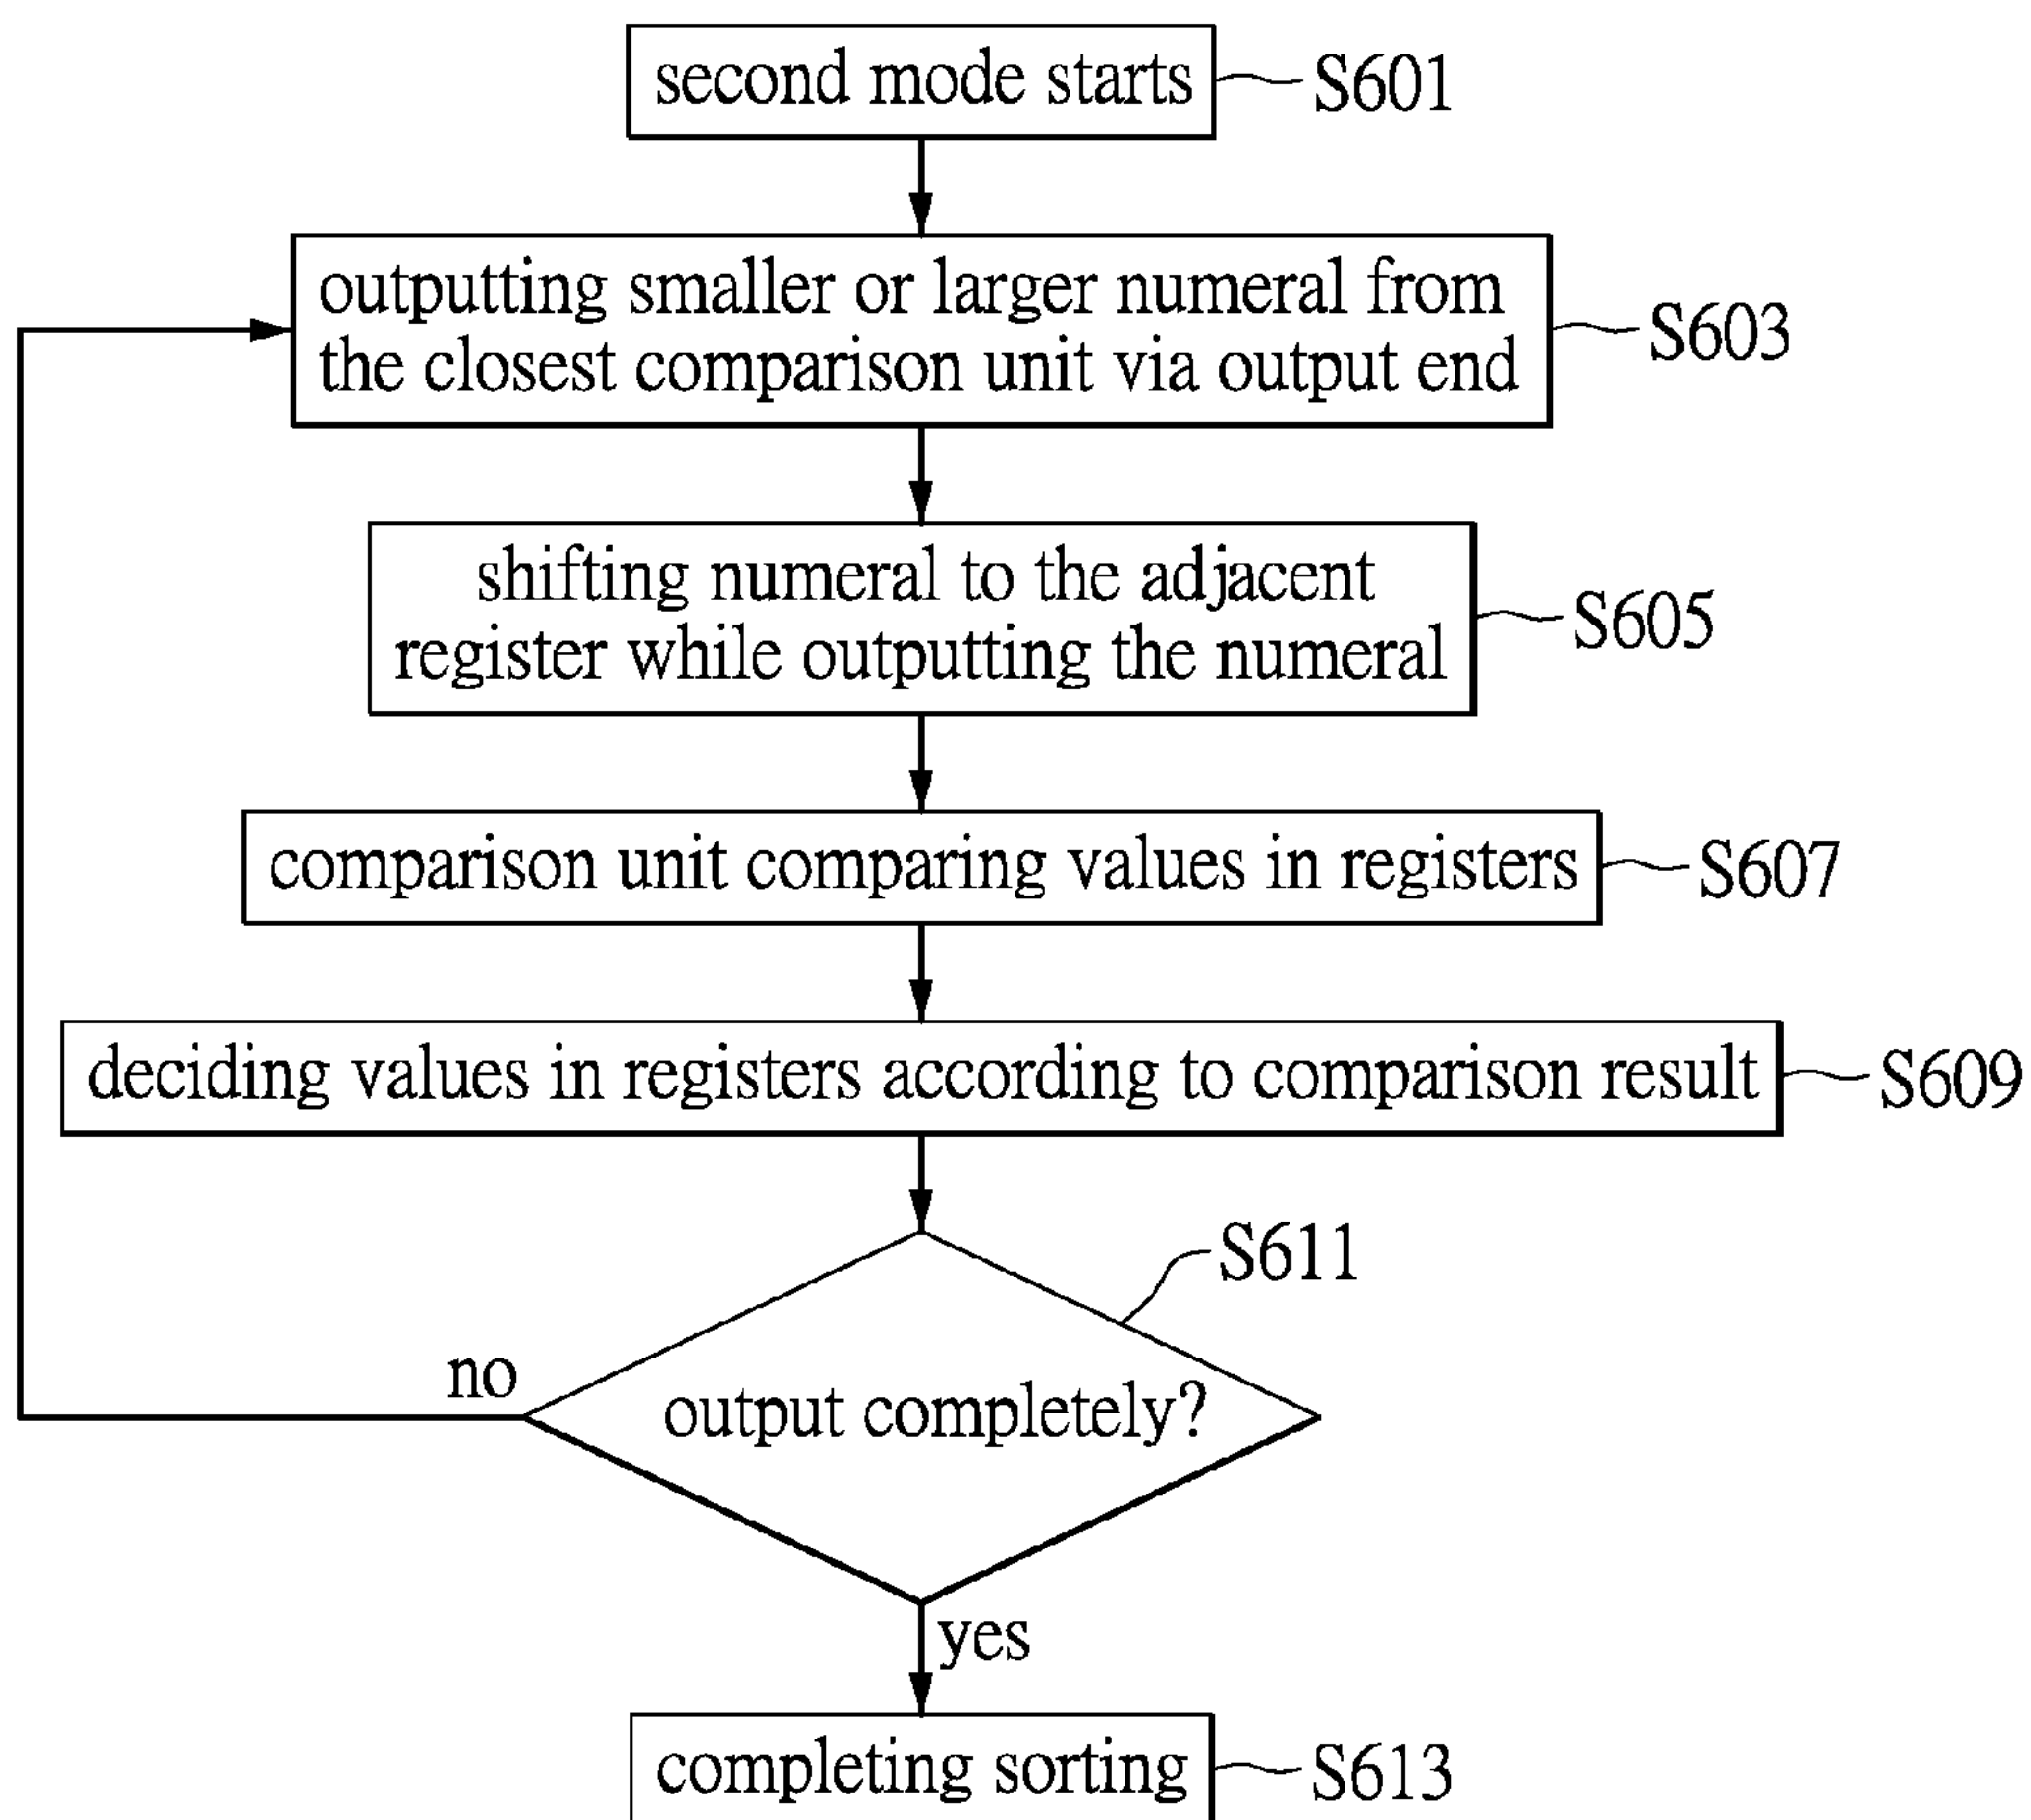 second mode starts
S601
outputting smaller or larger numeral from
the closest comparison unit via output end
S603
shifting numeral to the adjacent
register while outputting the numeral
S605
comparison unit comparing values in registers
S607
deciding values in registers according to comparison result
S609
S611
output completely?
no
yes
completing sorting
S613